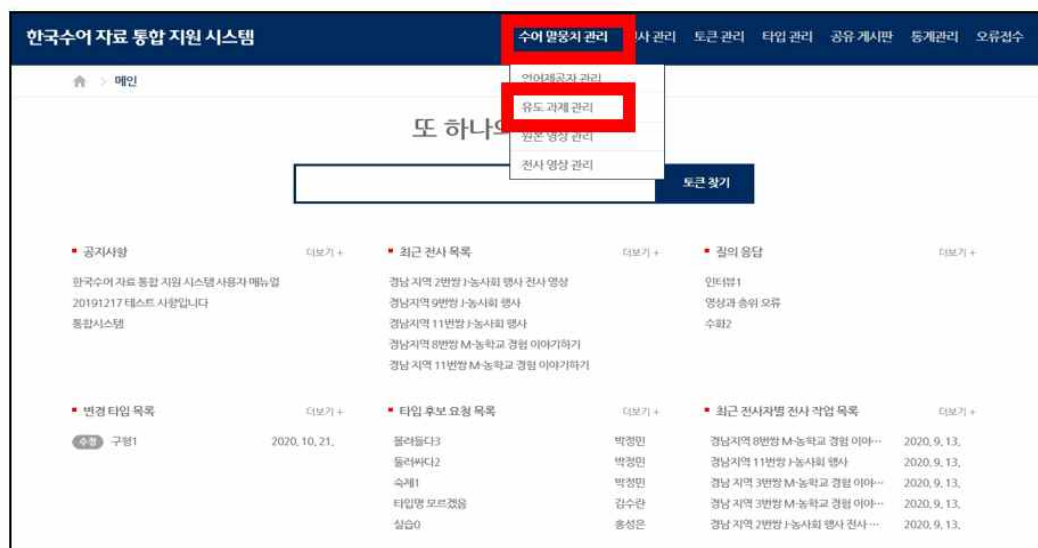 한국수어 자료 통합 지원 시스템
수어 말뭉치 관리 관리 토큰 관리 타입 관리 공유 게시판 통계관리 오류접수
메인
언어제공자 관리
유도 과제 관리
원본 영상 관리
전사 영상 관리
또 하나의
토큰 찾기
공지사항 더보기 +
한국수어 자료 통합 지원 시스템 사용자 매뉴얼
20191217 테스트 사항입니다
통합시스템
최근 전사 목록 더보기 +
경남 지역 2번쌍 J-농사회 행사 전사 영상
경남지역 9번쌍 J-농사회 행사
경남지역 11번쌍 J-농사회 행사
경남지역 8번쌍 M-농학교 경험 이야기하기
경남 지역 11번쌍 M-농학교 경험 이야기하기
질의 응답 더보기 +
인터뷰1
영상과 층위 오류
수화2
변경 타입 목록 더보기 +
수정 구형1 2020, 10, 21,
타입 후보 요청 목록 더보기 +
몰려들다3 박정민
둘러싸다2 박정민
숙제1 박정민
타입명 모르겠음 김수란
실습0 홍성은
최근 전사자별 전사 작업 목록 더보기 +
경남지역 8번쌍 M-농학교 경험 이야… 2020, 9, 13,
경남지역 11번쌍 J-농사회 행사 2020, 9, 13,
경남 지역 3번쌍 M-농학교 경험 이야… 2020, 9, 13,
경남 지역 3번쌍 M-농학교 경험 이야… 2020, 9, 13,
경남 지역 2번쌍 J-농사회 행사 전사 … 2020, 9, 13,